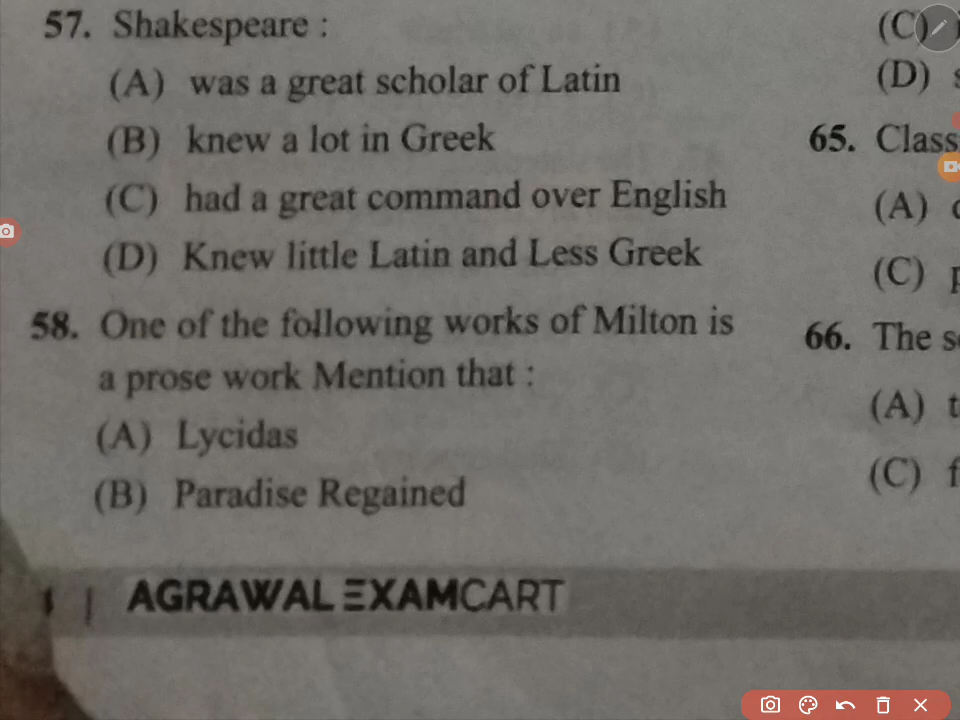 57. Shakespeare :
(A) was a great scholar of Latin
(B) knew a lot in Greek
(C) had a great command over English
(D) Knew little Latin and Less Greek
58. One of the following works of Milton is
a prose work Mention that :
(A) Lycidas
(B) Paradise Regained
(C)
(D)
65. Class
(A)
(C)
66. The s
(A) t
(C) f
AGRAWAL EXAMCART